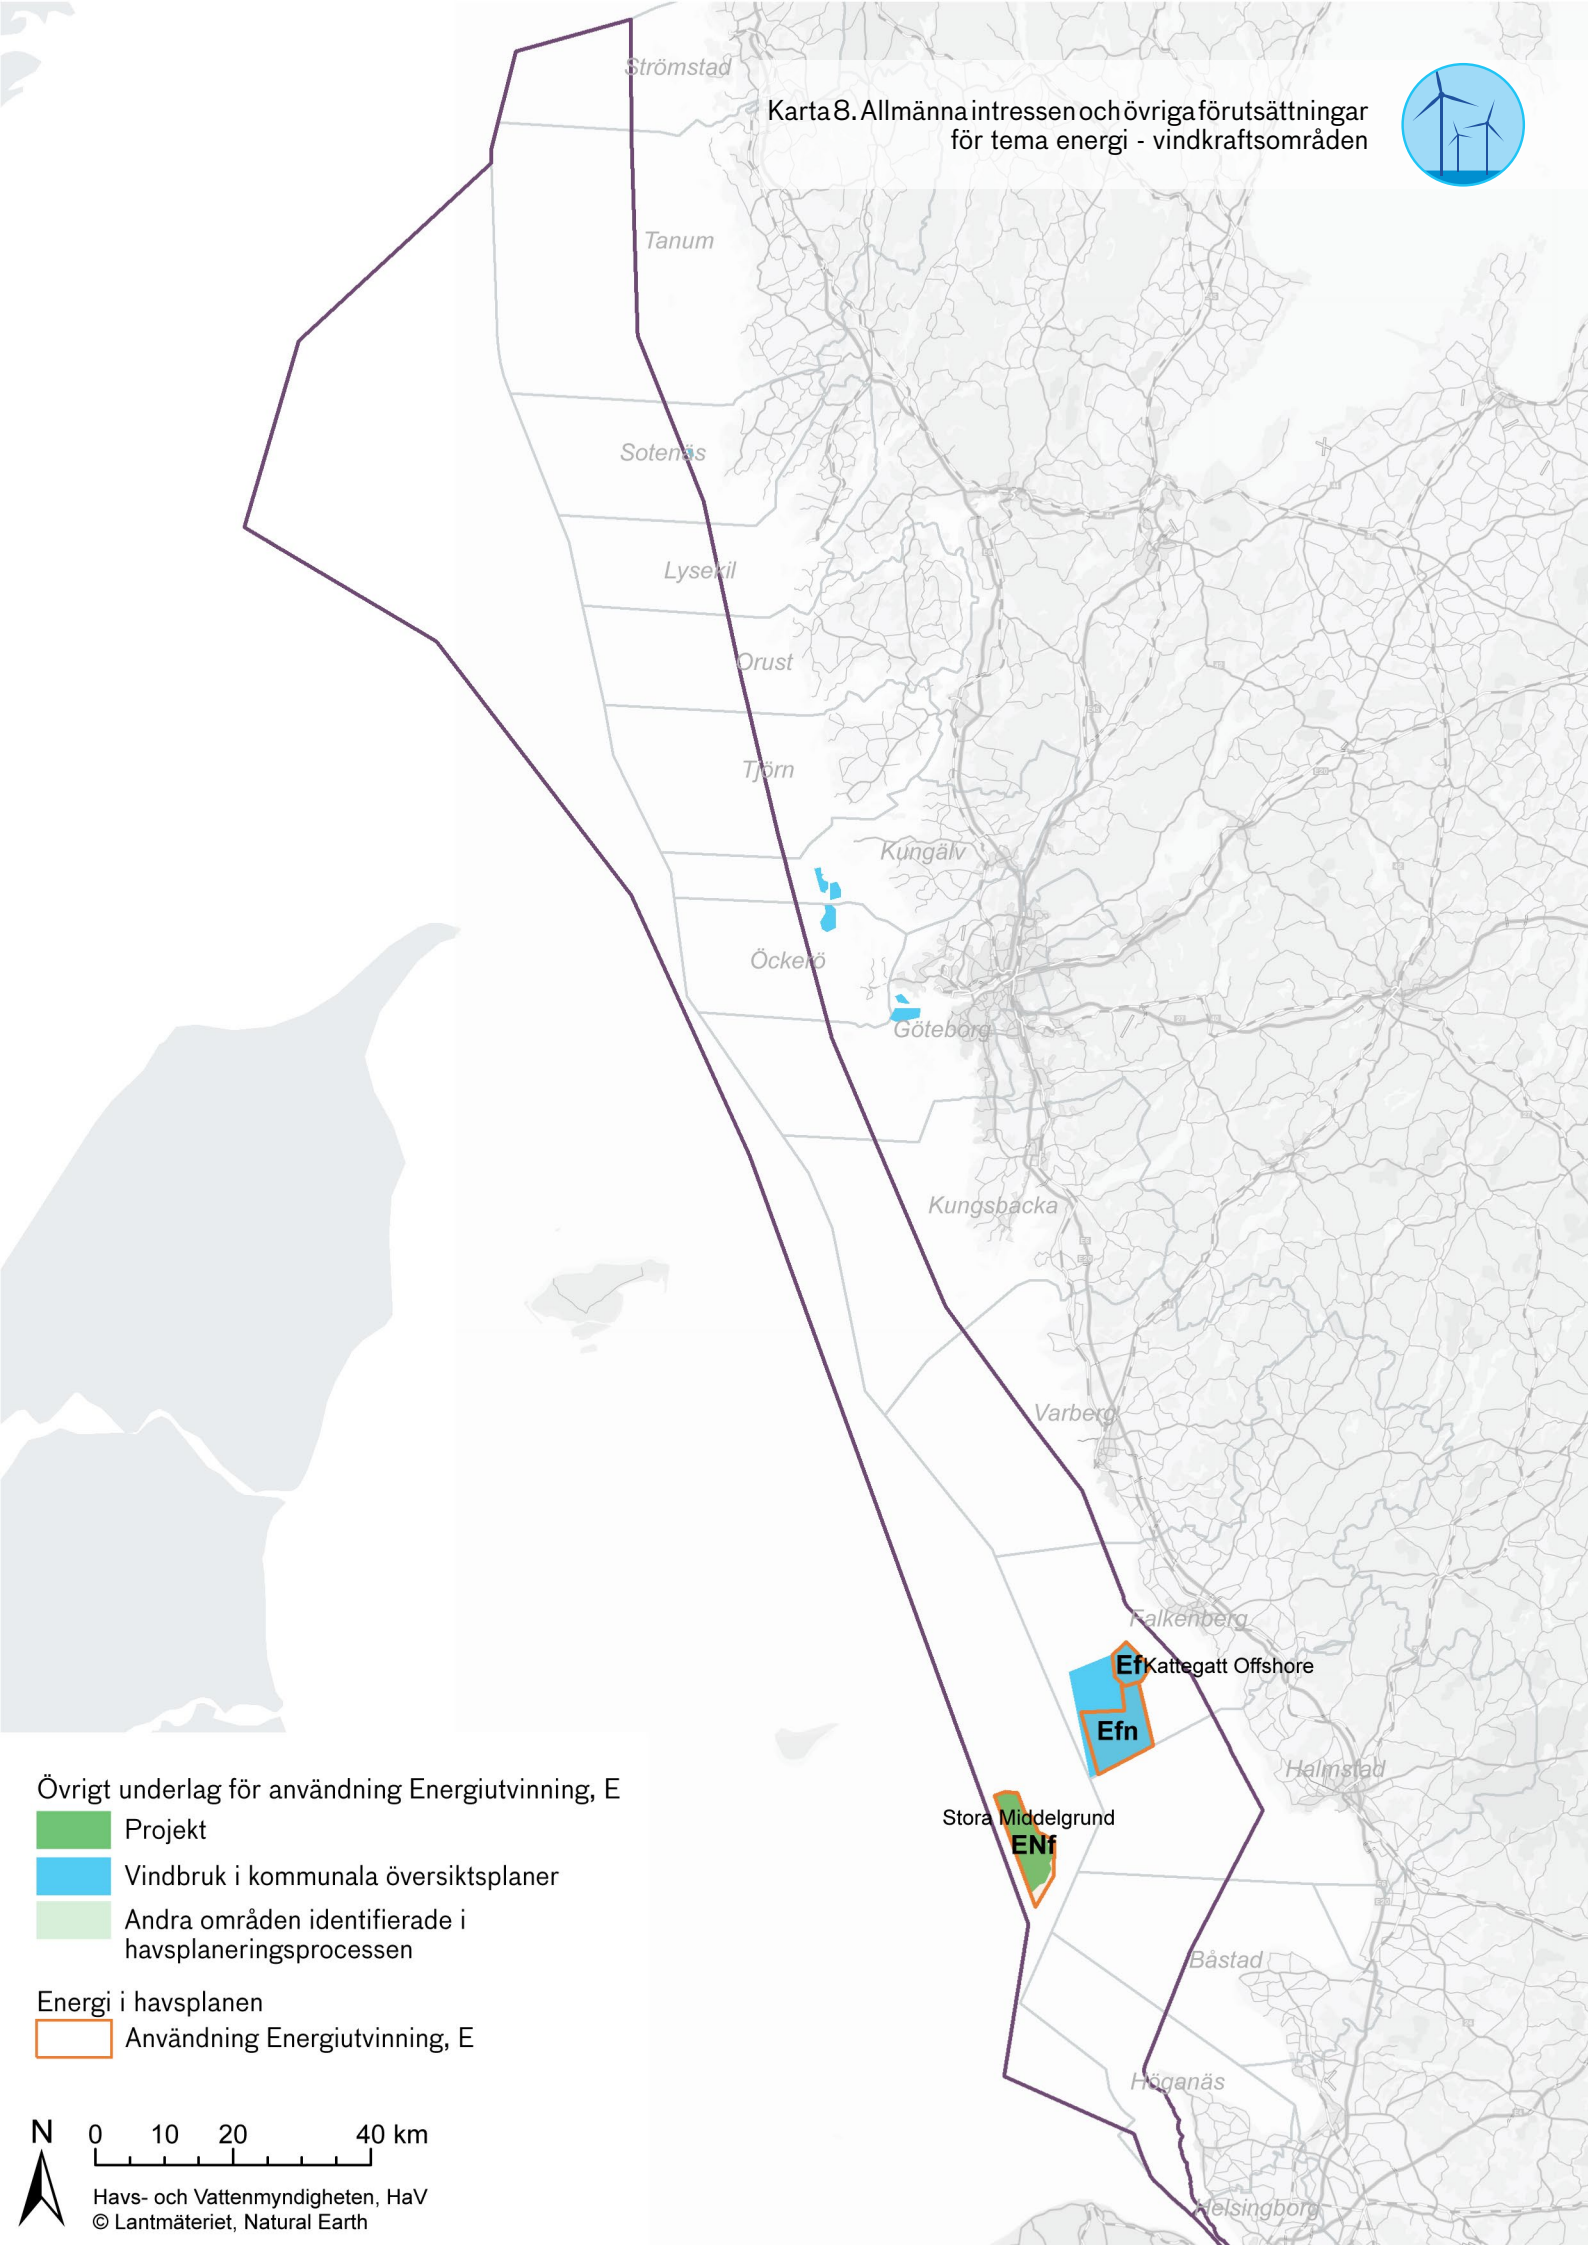 Strömstad
Karta 8. Allmänna intressen och övriga förutsättningar
för tema energi - vindkraftsområden
Tanum
Sotenäs
Lysekil
Orust
Tjörn
Kungälv
Öckerö
Göteborg
Kungsbacka
Varberg
Falkenberg
Ef
Kattegatt Offshore
Efn
Halmstad
Stora Middelgrund
ENf
Båstad
Höganäs
Helsingborg
Övrigt underlag för användning Energiutvinning, E
Projekt
Vindbruk i kommunala översiktsplaner
Andra områden identifierade i
havsplaneringsprocessen
Energi i havsplanen
Användning Energiutvinning, E
N 0 10 20 40 km
Havs- och Vattenmyndigheten, HaV
© Lantmäteriet, Natural Earth